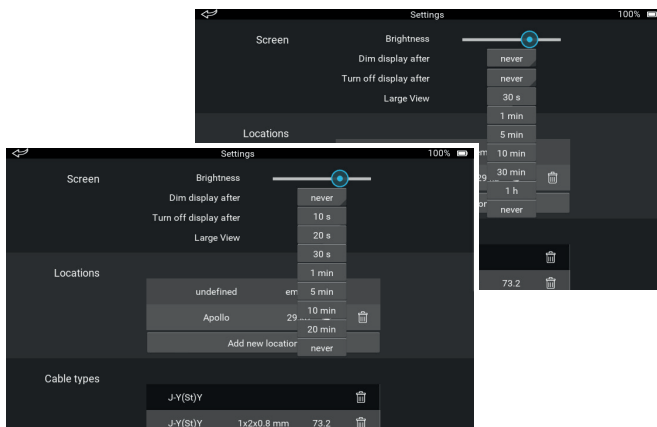 Settings 100%
Screen Brightness
Dim display after never
Turn off display after never
Large View 30 s
1 min
Locations 5 min
10 min
30 min
1 h
never
73.2
Settings 100%
Screen Brightness
Dim display after never
Turn off display after 10 s
Large View 20 s
30 s
Locations 1 min
undefined em 5 min
10 min
Apollo 29
20 min
Add new location never
Cable types
J-Y(St)Y
J-Y(St)Y 1x2x0.8 mm 73.2